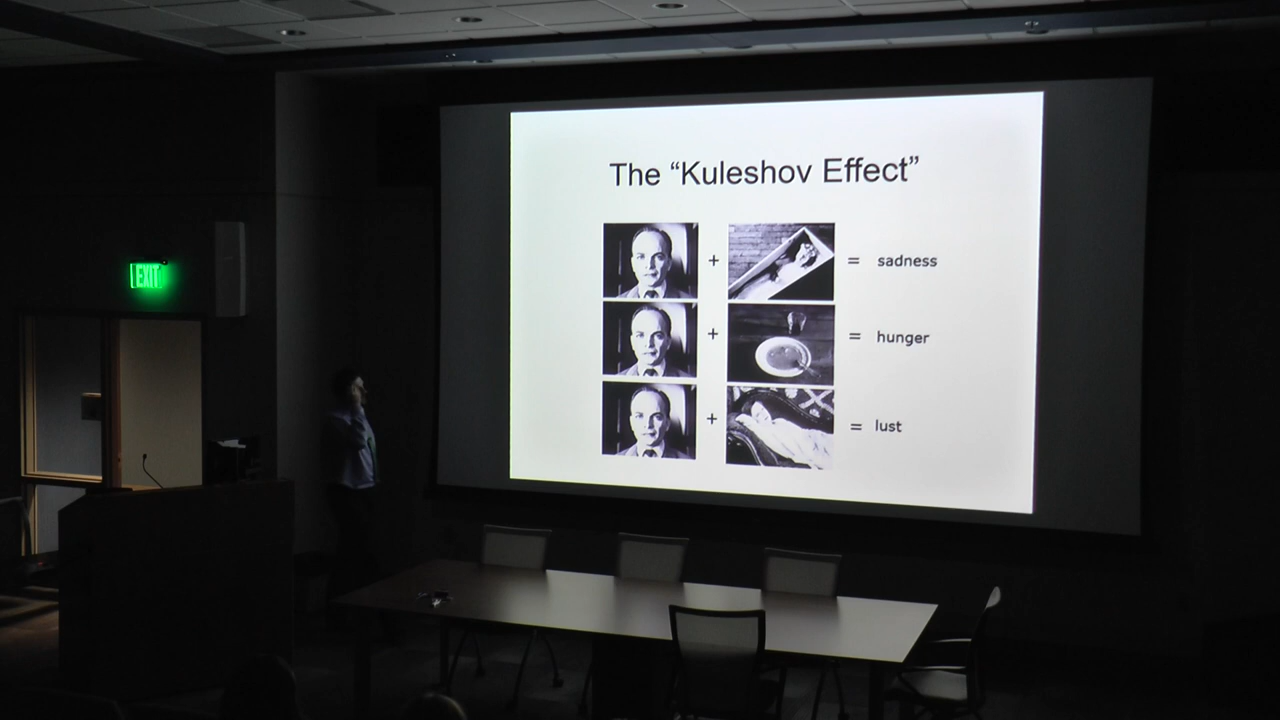 The “Kuleshov Effect”
+ = sadness
+ = hunger
+ = lust
EXIT